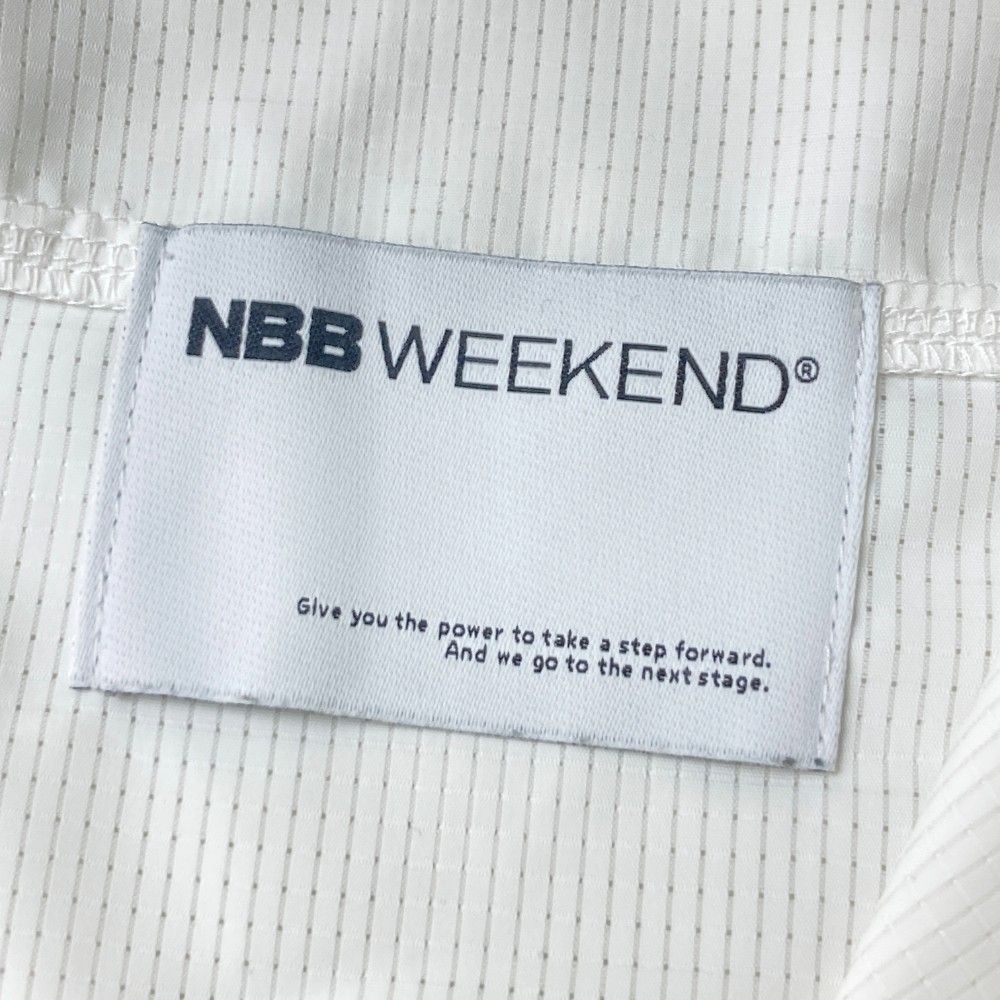 NBB WEEKEND®
Give you the power to take a step forward.
And we go to the next stage.